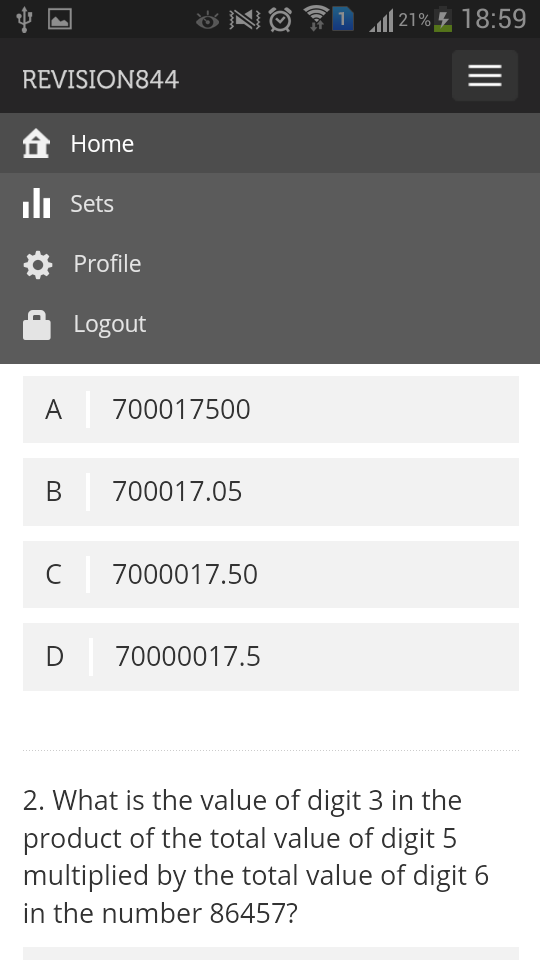 1 21% 18:59
REVISION844
Home
Sets
Profile
Logout
A 700017500
B 700017.05
C 7000017.50
D 70000017.5
2. What is the value of digit 3 in the
product of the total value of digit 5
multiplied by the total value of digit 6
in the number 86457?